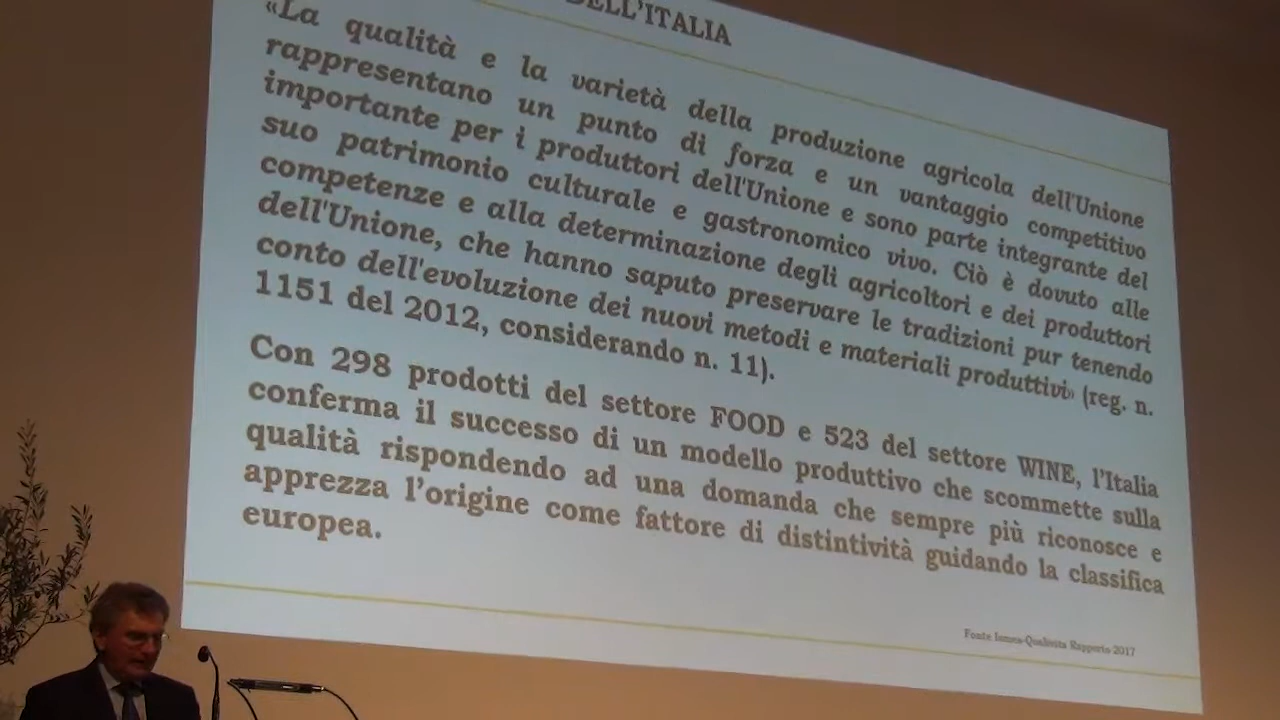 DELL'ITALIA
«La qualità e la varietà della produzione agricola dell'Unione
rappresentano un punto di forza e un vantaggio competitivo
importante per i produttori dell'Unione e sono parte integrante del
suo patrimonio culturale e gastronomico vivo. Ciò è dovuto alle
competenze e alla determinazione degli agricoltori e dei produttori
dell'Unione, che hanno saputo preservare le tradizioni pur tenendo
conto dell'evoluzione dei nuovi metodi e materiali produttivi» (reg. n.
1151 del 2012, considerando n. 11).
Con 298 prodotti del settore FOOD e 523 del settore WINE, l'Italia
conferma il successo di un modello produttivo che scommette sulla
qualità rispondendo ad una domanda che sempre più riconosce e
apprezza l'origine come fattore di distintività guidando la classifica
europea.
Fonte Ismea-Qualivita Rapporto 2017